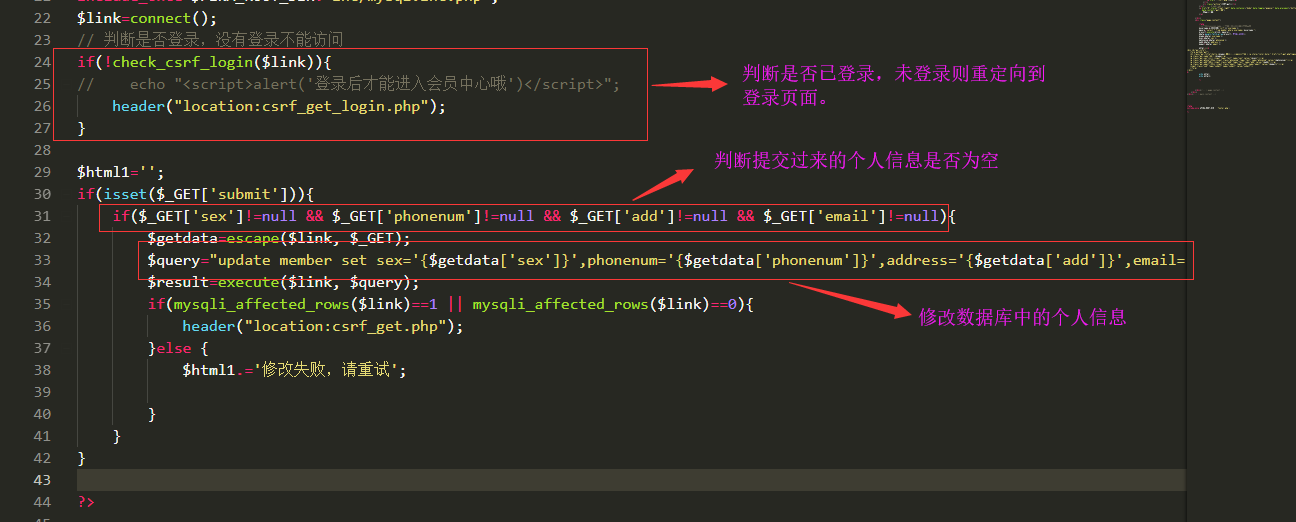 22 $link=connect();
23 // 判断是否登录，没有登录不能访问
24 if(!check_csrf_login($link)){
25 // echo "<script>alert('登录后才能进入会员中心哦')</script>";
26 header("location:csrf_get_login.php");
27 }
判断是否已登录，未登录则重定向到
登录页面。
28
判断提交过来的个人信息是否为空
29 $html1='';
30 if(isset($_GET['submit'])){
31 if($_GET['sex']!=null && $_GET['phonenum']!=null && $_GET['add']!=null && $_GET['email']!=null){
32 $getdata=escape($link, $_GET);
33 $query="update member set sex='{$getdata['sex']}',phonenum='{$getdata['phonenum']}',address='{$getdata['add']}',email=
34 $result=execute($link, $query);
35 if(mysqli_affected_rows($link)==1 || mysqli_affected_rows($link)==0){
36 header("location:csrf_get.php");
修改数据库中的个人信息
37 }else {
38 $html1.='修改失败，请重试';
39
40 }
41 }
42 }
43
44 ?>